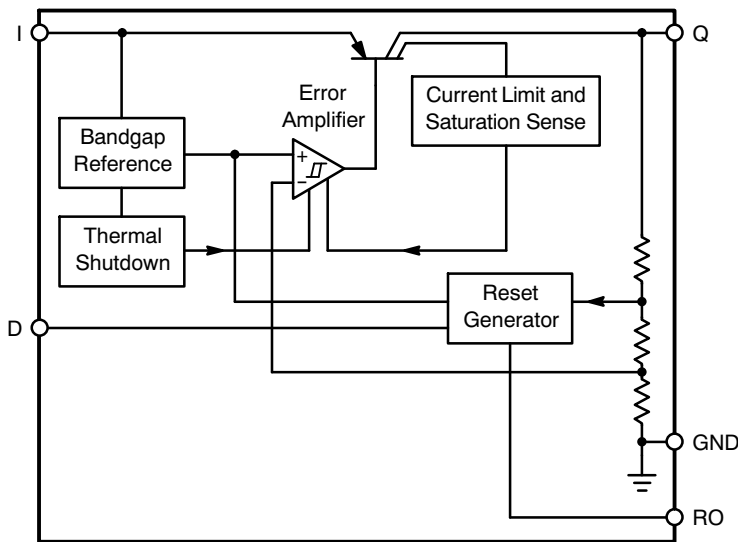 I
Q
Error
Amplifier
Current Limit and
Saturation Sense
Bandgap
Reference
+
−
Thermal
Shutdown
Reset
Generator
D
GND
RO